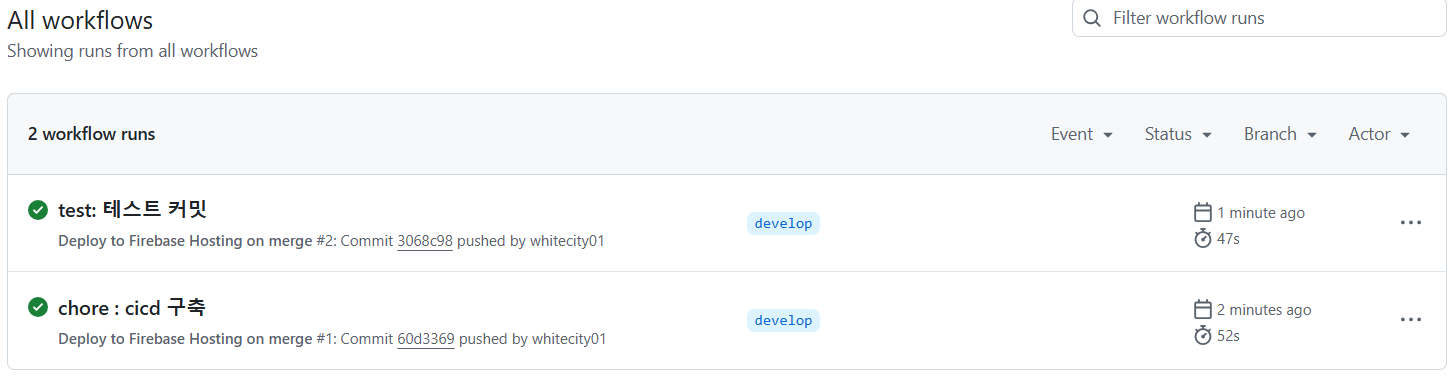 All workflows
Filter workflow runs
Showing runs from all workflows
2 workflow runs
Event
Status
Branch
Actor
test: 테스트 커밋
Deploy to Firebase Hosting on merge #2: Commit 3068c98 pushed by whitecity01
develop
1 minute ago
47s
chore : cicd 구축
Deploy to Firebase Hosting on merge #1: Commit 60d3369 pushed by whitecity01
develop
2 minutes ago
52s